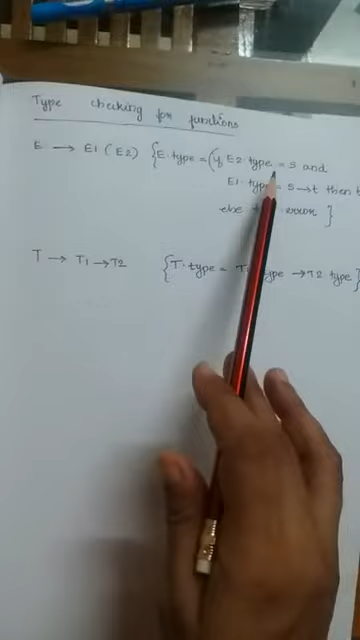 Type checking for functions
E → E1 (E2) {E.type = (if E2 type = s and
E1.type = s→t then t
else error }
T → T1 → T2 {T.type = type → T2 type}